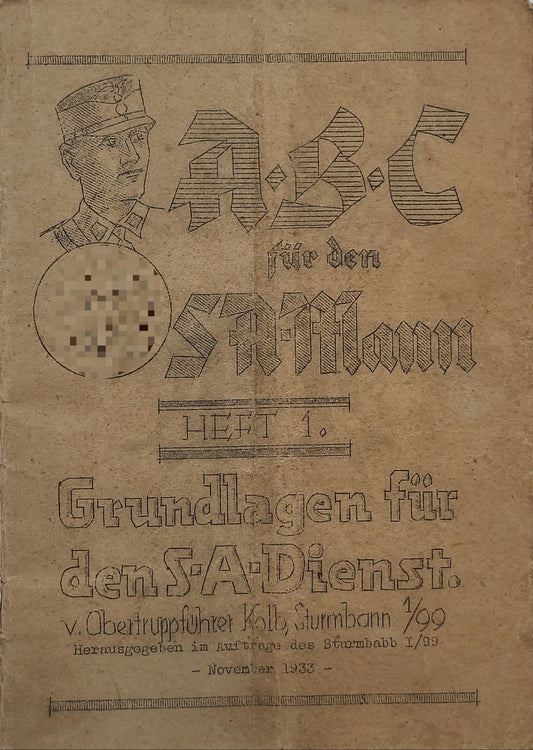 A·B·C
für den
SA-Mann
HEFT 1.
Grundlagen für
den S·A·Dienst.
v. Obertruppführer Kolb, Sturmbann 1/99
Herausgegeben im Auftrage des Sturmbabb I/99
- November 1933 -